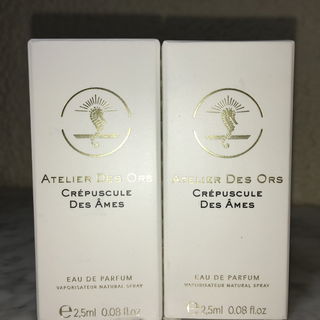 ATELIER DES ORS
CRÉPUSCULE
DES ÂMES
EAU DE PARFUM
VAPORISATEUR NATURAL SPRAY
℮ 2,5ml 0.08 fl.oz
ATELIER DES ORS
CRÉPUSCULE
DES ÂMES
EAU DE PARFUM
VAPORISATEUR NATURAL SPRAY
℮ 2,5ml 0.08 fl.oz